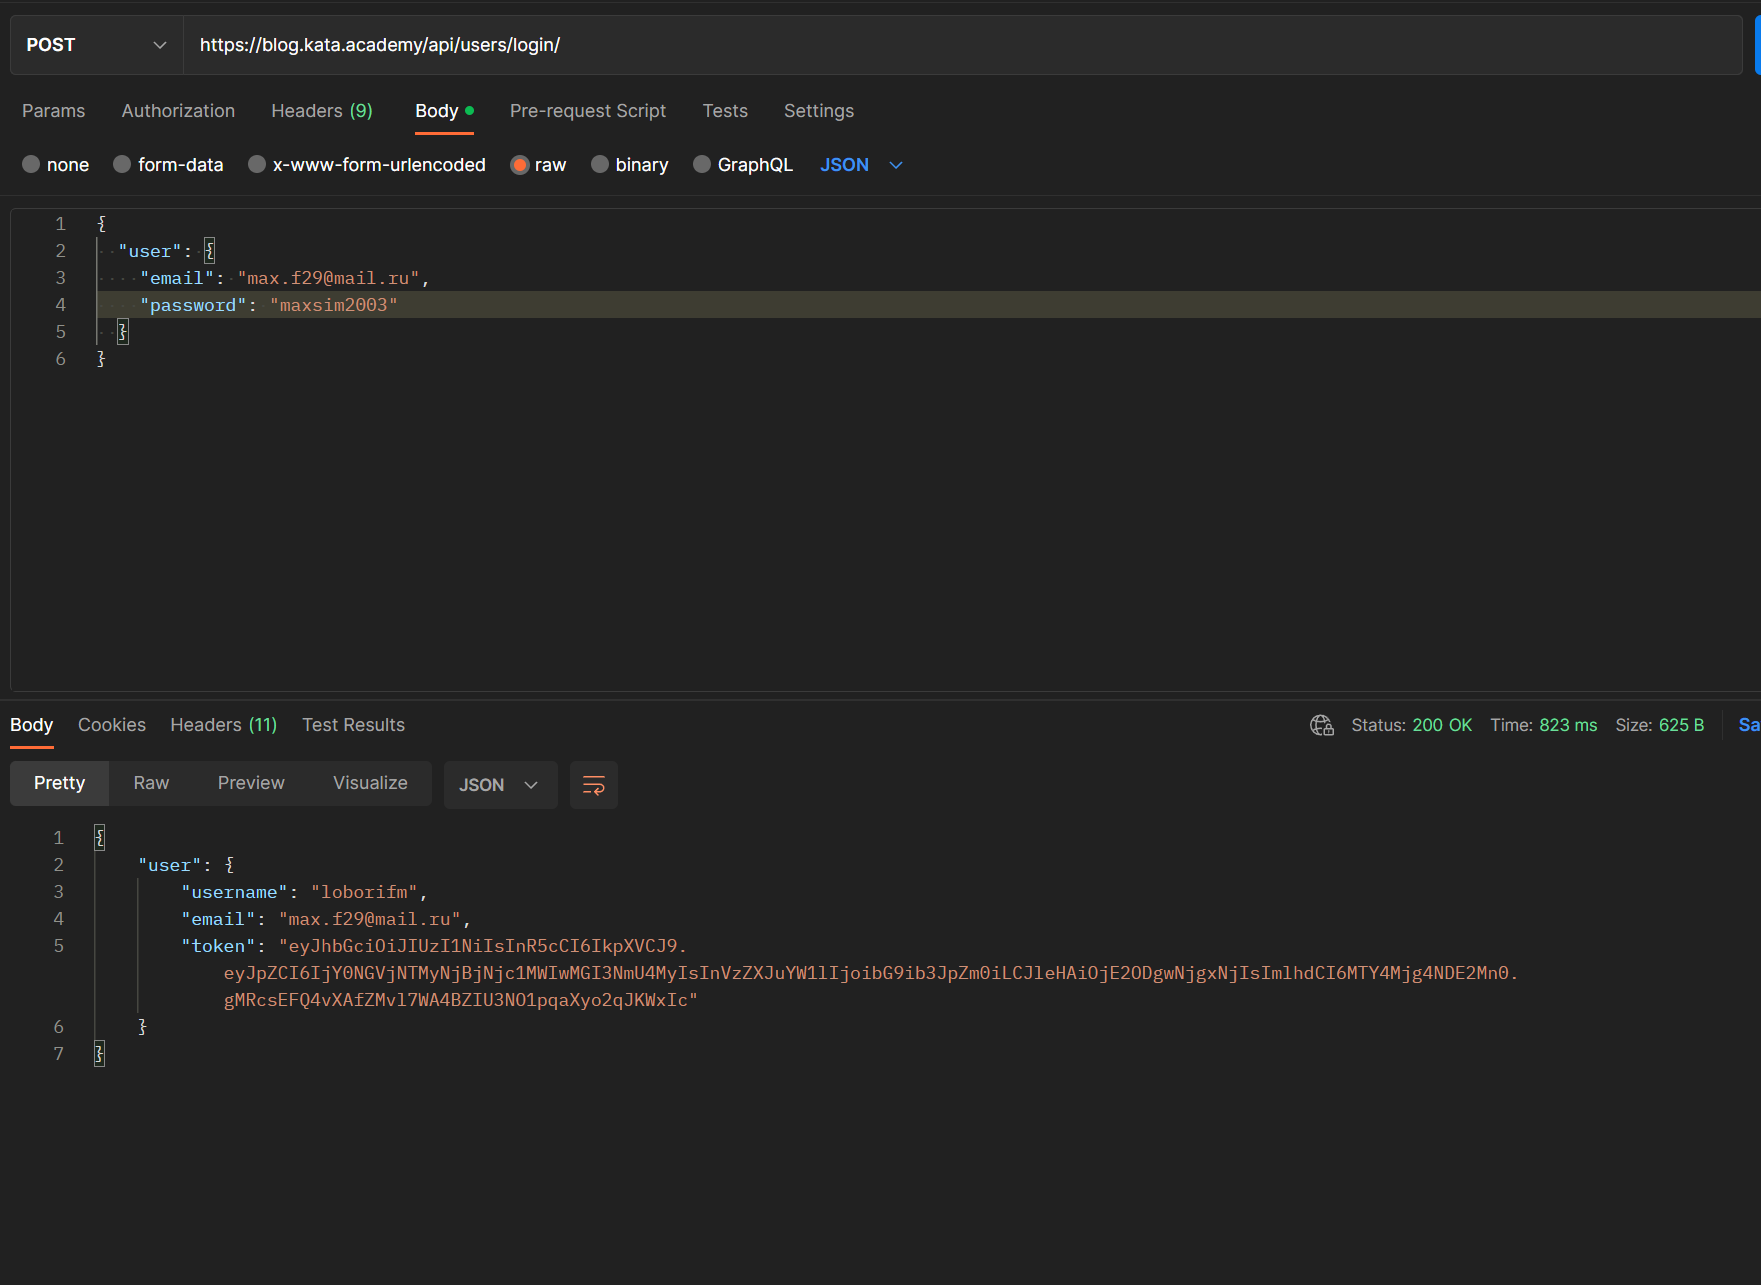 POST https://blog.kata.academy/api/users/login/
Params Authorization Headers (9) Body Pre-request Script Tests Settings
none form-data x-www-form-urlencoded raw binary GraphQL JSON
1 {
2 "user": {
3 "email": "max.f29@mail.ru",
4 "password": "maxsim2003"
5 }
6 }
Body Cookies Headers (11) Test Results Status: 200 OK Time: 823 ms Size: 625 B Sa
Pretty Raw Preview Visualize JSON
1 {
2 "user": {
3 "username": "loborifm",
4 "email": "max.f29@mail.ru",
5 "token": "eyJhbGciOiJIUzI1NiIsInR5cCI6IkpXVCJ9.
eyJpZCI6IjY0NGVjNTMyNjBjNjc1MWIwMGI3NmU4MyIsInVzZXJuYW1lIjoibG9ib3JpZm0iLCJleHAiOjE2ODgwNjgxNjIsImlhdCI6MTY4Mjg4NDE2Mn0.
gMRcsEFQ4vXAfZMvl7WA4BZIU3NO1pqaXyo2qJKWxIc"
6 }
7 }